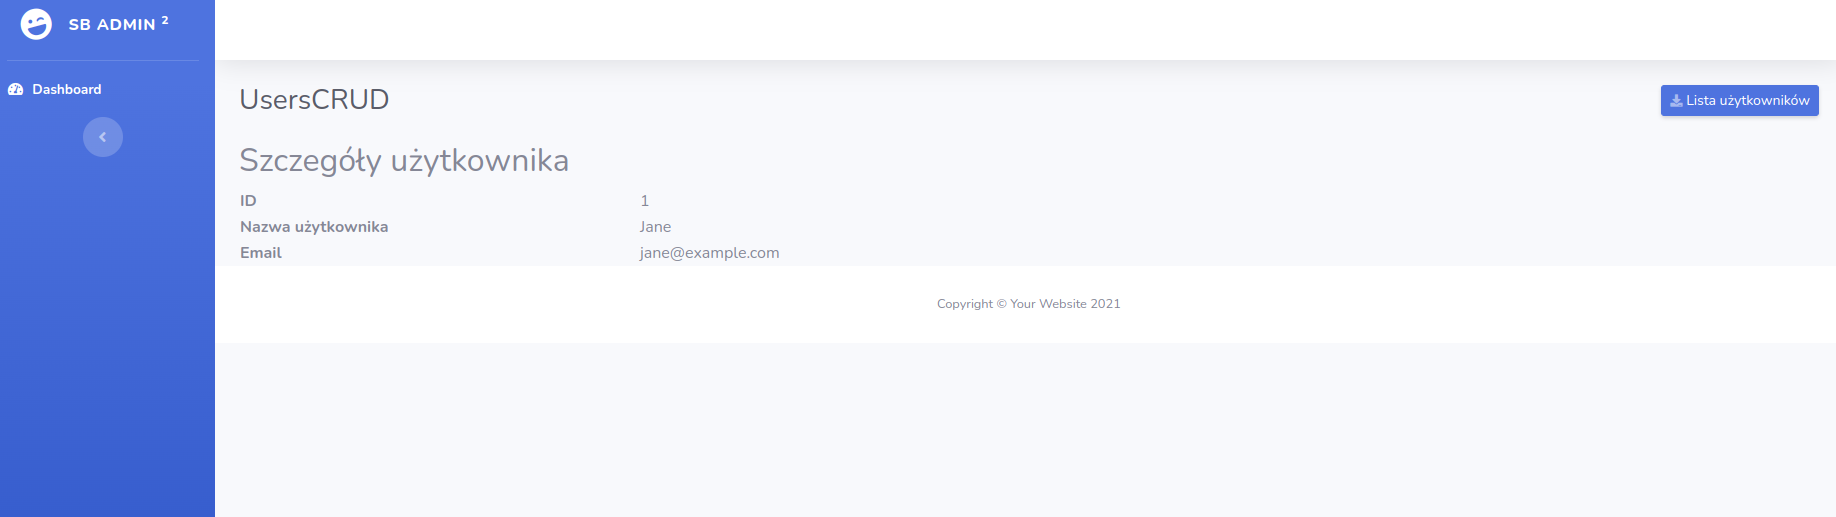 SB ADMIN 2
Dashboard
UsersCRUD
Lista użytkowników
Szczegóły użytkownika
ID 1
Nazwa użytkownika Jane
Email jane@example.com
Copyright © Your Website 2021